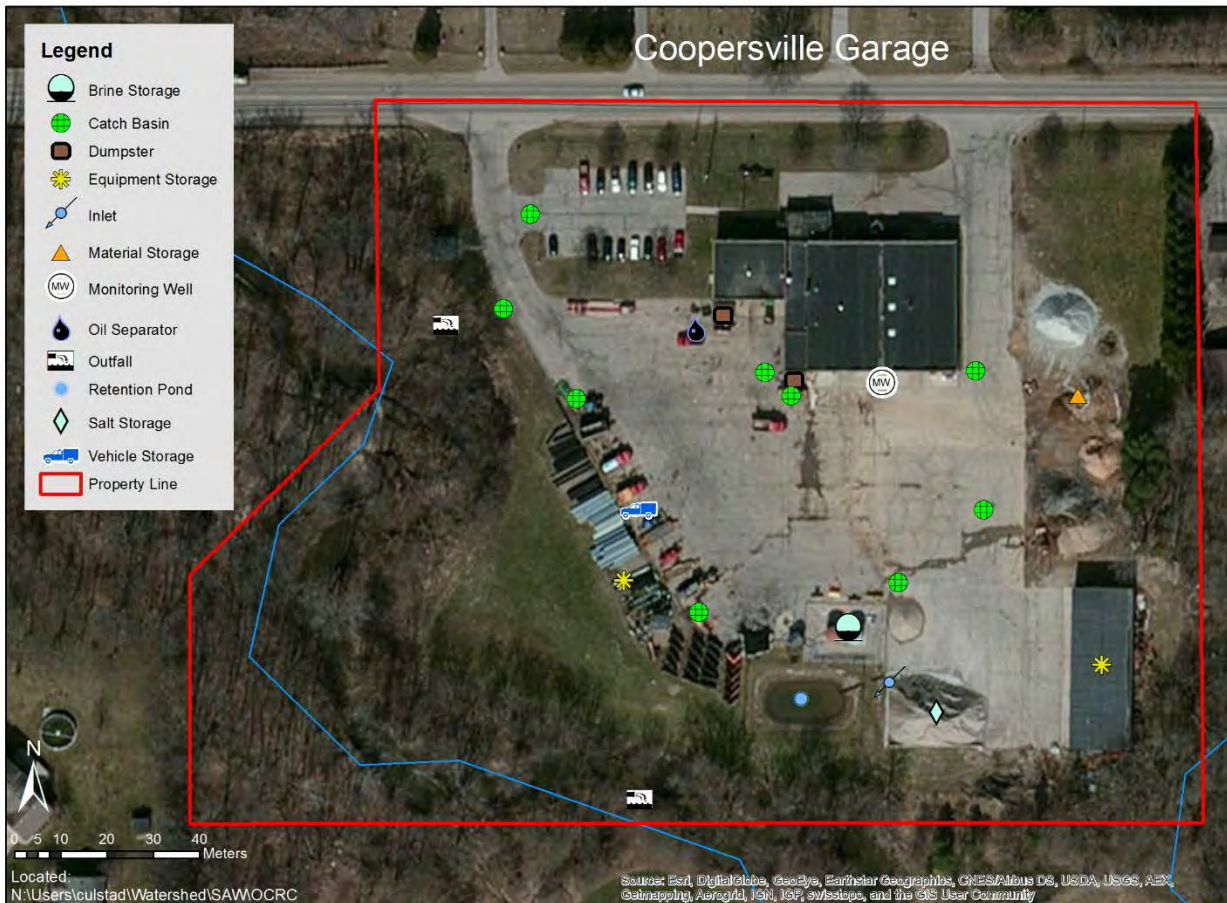 Coopersville Garage
Legend
Brine Storage
Catch Basin
Dumpster
Equipment Storage
Inlet
Material Storage
MW
Monitoring Well
Oil Separator
Outfall
Retention Pond
Salt Storage
Vehicle Storage
Property Line
MW
N
0 5 10 20 30 40
Meters
Located:
N:\Users\culstad\Watershed\SAW\OCRC
Source: Esri, DigitalGlobe, GeoEye, Earthstar Geographics, CNES/Airbus DS, USDA, USGS, AEX,
Getmapping, Aerogrid, IGN, IGP, swisstopo, and the GIS User Community